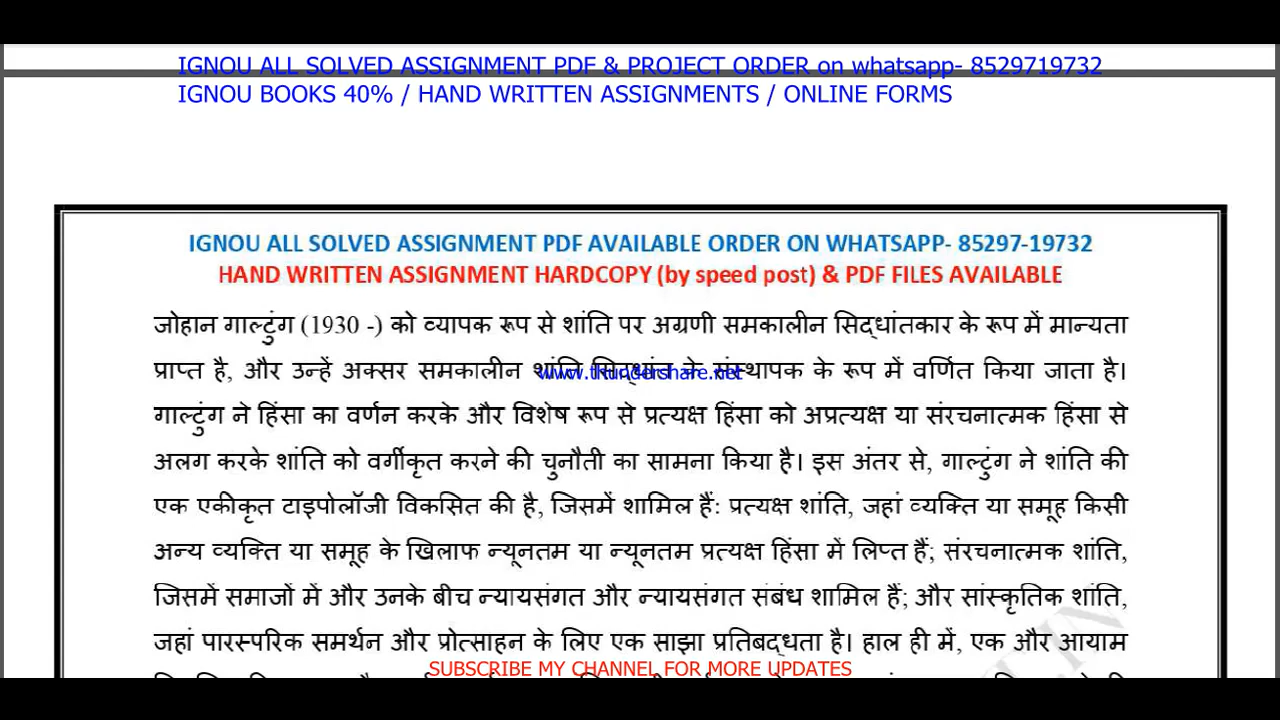 IGNOU ALL SOLVED ASSIGNMENT PDF & PROJECT ORDER on whatsapp- 8529719732
IGNOU BOOKS 40% / HAND WRITTEN ASSIGNMENTS / ONLINE FORMS
IGNOU ALL SOLVED ASSIGNMENT PDF AVAILABLE ORDER ON WHATSAPP- 85297-19732
HAND WRITTEN ASSIGNMENT HARDCOPY (by speed post) & PDF FILES AVAILABLE
जोहान गाल्टुंग (1930 -) को व्यापक रूप से शांति पर अग्रणी समकालीन सिद्धांतकार के रूप में मान्यता
प्राप्त है, और उन्हें अक्सर समकालीन शांति सिद्धांत के संस्थापक के रूप में वर्णित किया जाता है।
www.thundershare.net
गाल्टुंग ने हिंसा का वर्णन करके और विशेष रूप से प्रत्यक्ष हिंसा को अप्रत्यक्ष या संरचनात्मक हिंसा से
अलग करके शांति को वर्गीकृत करने की चुनौती का सामना किया है। इस अंतर से, गाल्टुंग ने शांति की
एक एकीकृत टाइपोलॉजी विकसित की है, जिसमें शामिल हैं: प्रत्यक्ष शांति, जहां व्यक्ति या समूह किसी
अन्य व्यक्ति या समूह के खिलाफ न्यूनतम या न्यूनतम प्रत्यक्ष हिंसा में लिप्त हैं; संरचनात्मक शांति,
जिसमें समाजों में और उनके बीच न्यायसंगत और न्यायसंगत संबंध शामिल हैं; और सांस्कृतिक शांति,
जहां पारस्परिक समर्थन और प्रोत्साहन के लिए एक साझा प्रतिबद्धता है। हाल ही में, एक और आयाम
SUBSCRIBE MY CHANNEL FOR MORE UPDATES